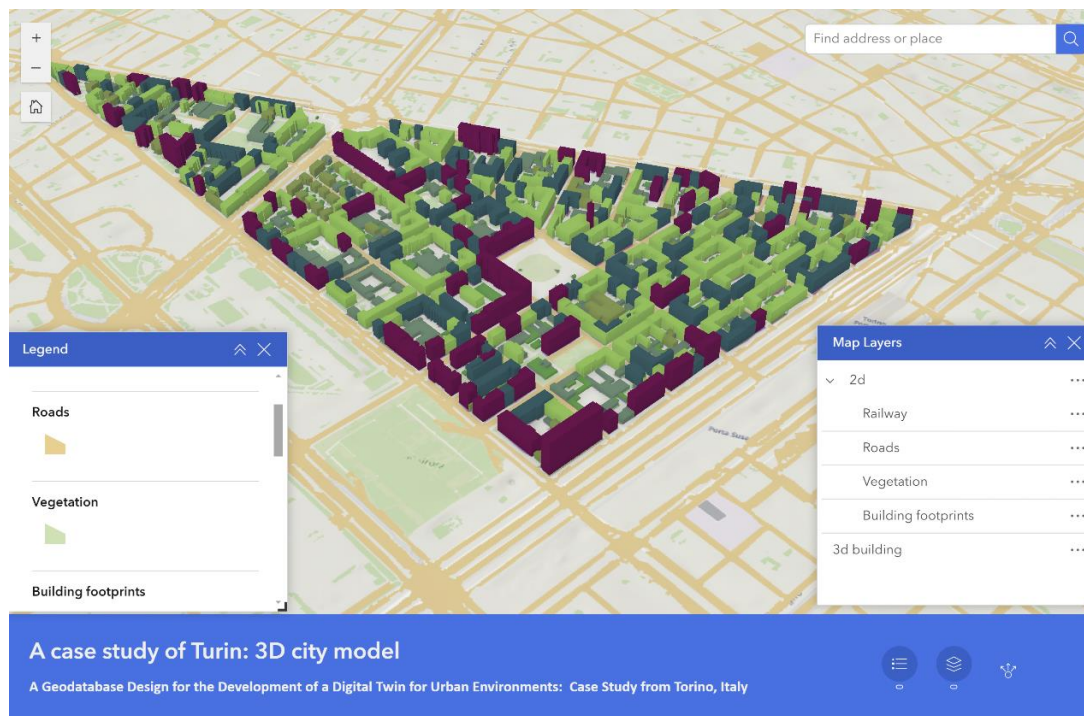 +
Find address or place
−
Legend
Roads
Vegetation
Building footprints
Map Layers
2d
Railway
Roads
Vegetation
Building footprints
3d building
Porta Susa
A case study of Turin: 3D city model
A Geodatabase Design for the Development of a Digital Twin for Urban Environments: Case Study from Torino, Italy